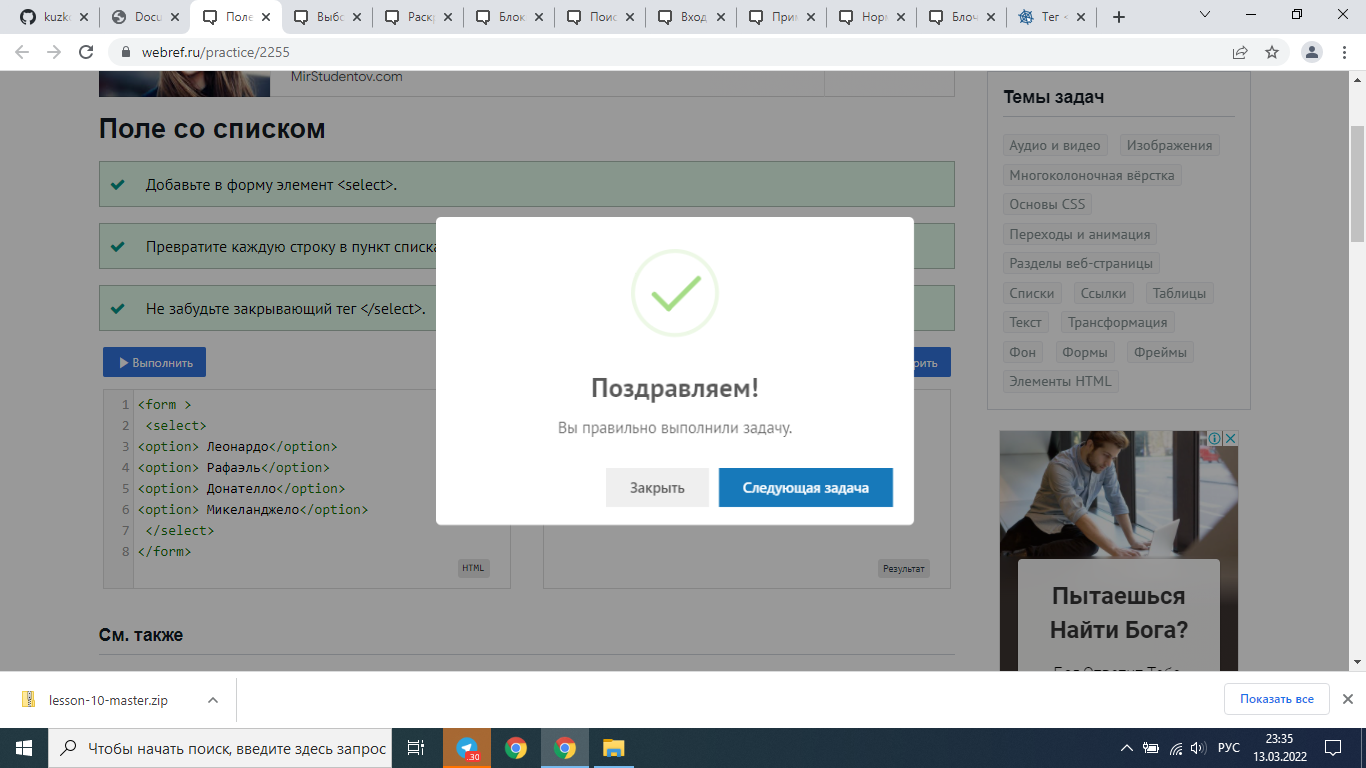 kuzk
Docu
Поле
Выбо
Раскр
Блок
Поис
Вход
При
Норм
Блоч
Тег
webref.ru/practice/2255
MirStudentov.com
Поле со списком
Добавьте в форму элемент <select>.
Превратите каждую строку в пункт списка
Не забудьте закрывающий тег </select>.
Выполнить
рить
1 <form >
2 <select>
3 <option> Леонардо</option>
4 <option> Рафаэль</option>
5 <option> Донателло</option>
6 <option> Микеланджело</option>
7 </select>
8 </form>
HTML
Результат
Поздравляем!
Вы правильно выполнили задачу.
Закрыть
Следующая задача
См. также
Темы задач
Аудио и видео
Изображения
Многоколоночная вёрстка
Основы CSS
Переходы и анимация
Разделы веб-страницы
Списки
Ссылки
Таблицы
Текст
Трансформация
Фон
Формы
Фреймы
Элементы HTML
Пытаешься
Найти Бога?
lesson-10-master.zip
Показать все
Чтобы начать поиск, введите здесь запрос
.30
РУС
23:35
13.03.2022